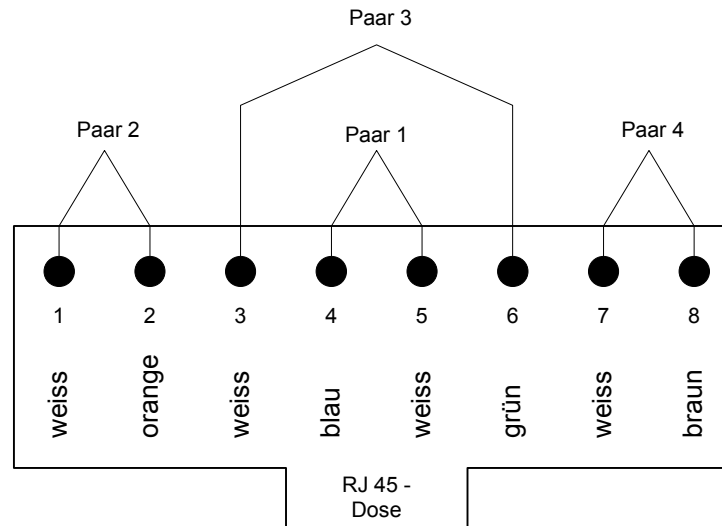 Paar 3
Paar 2
Paar 1
Paar 4
1 2 3 4 5 6 7 8
weiss orange weiss blau weiss grün weiss braun
RJ 45 -
Dose